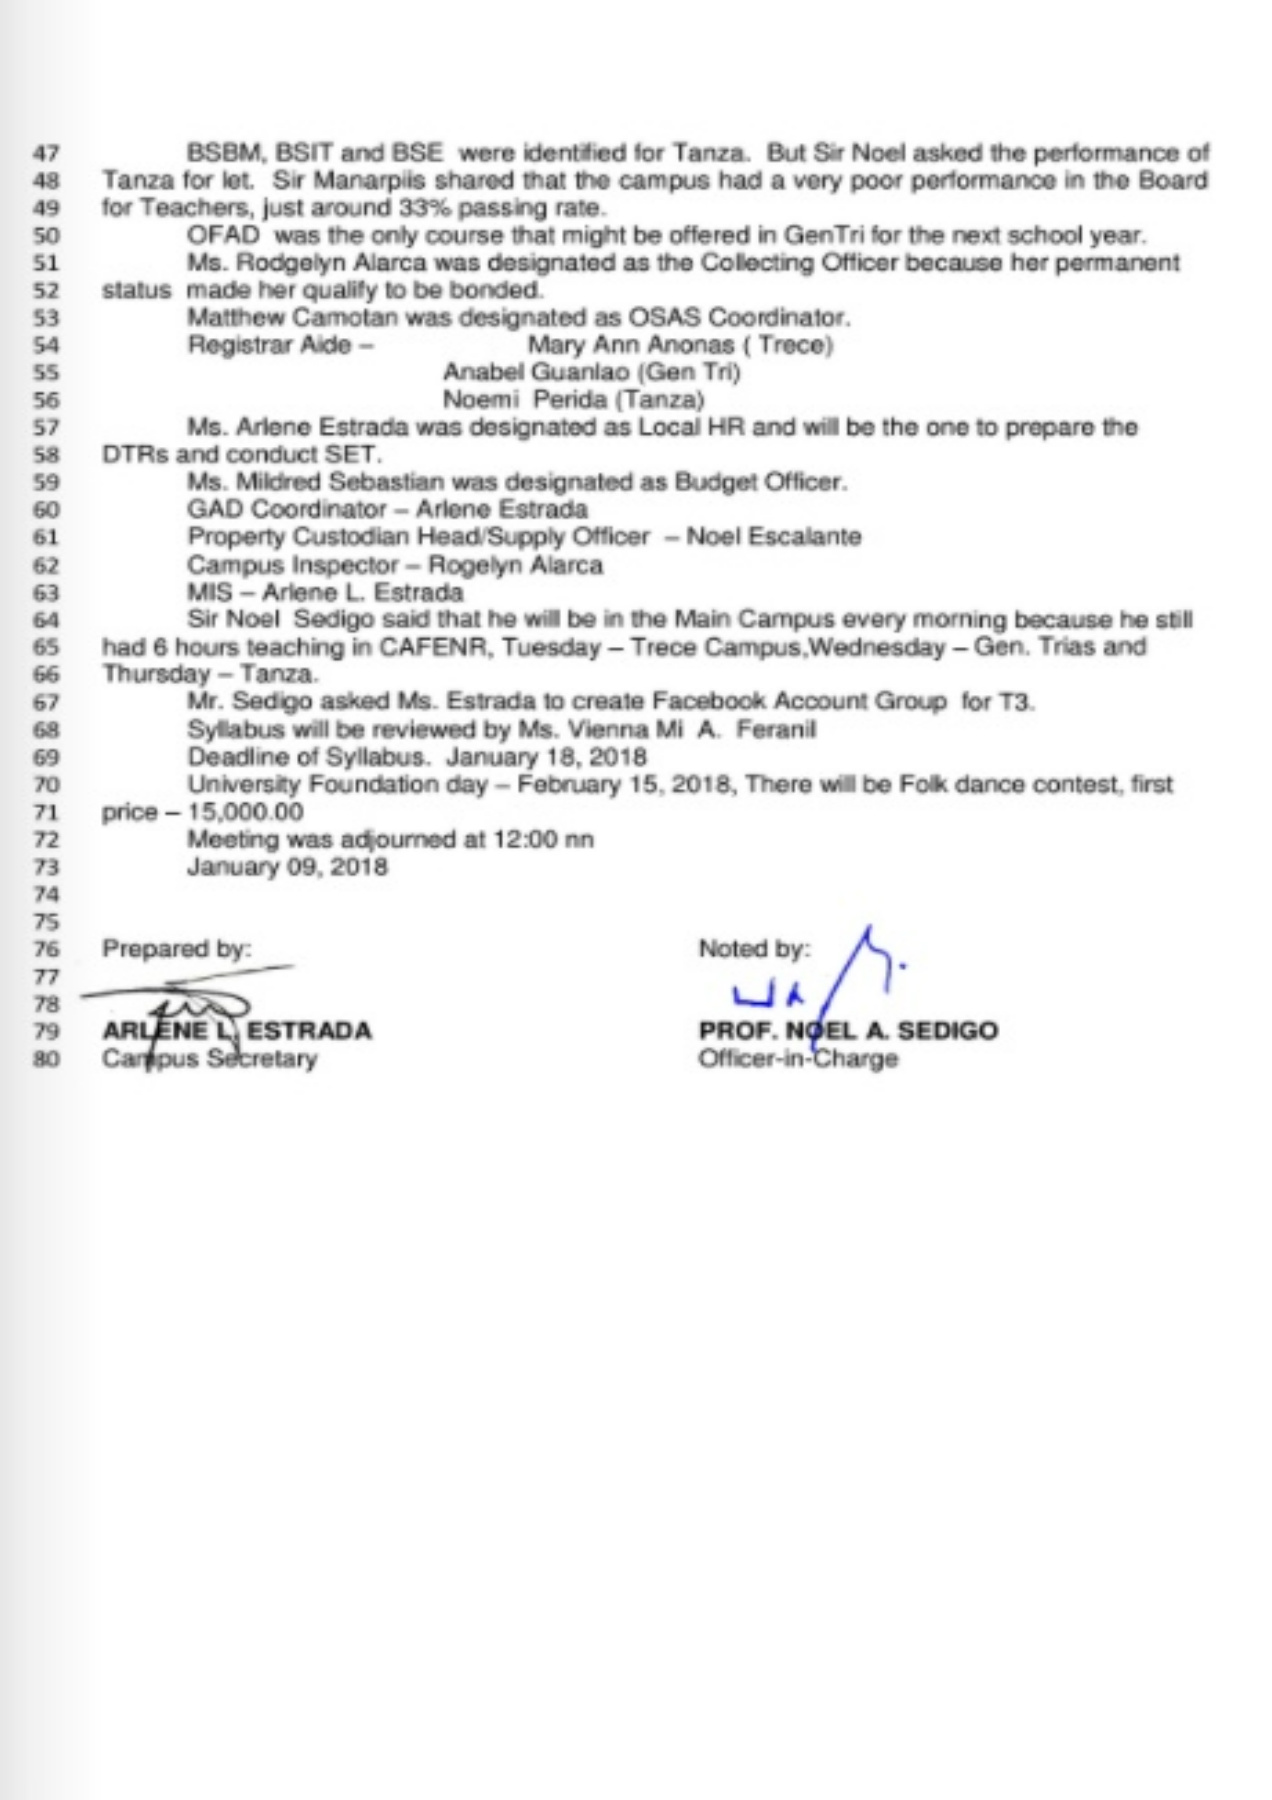 47 BSBM, BSIT and BSE were identified for Tanza. But Sir Noel asked the performance of
48 Tanza for let. Sir Manarpiis shared that the campus had a very poor performance in the Board
49 for Teachers, just around 33% passing rate.
50 OFAD was the only course that might be offered in GenTri for the next school year.
51 Ms. Rodgelyn Alarca was designated as the Collecting Officer because her permanent
52 status made her qualify to be bonded.
53 Matthew Camotan was designated as OSAS Coordinator.
54 Registrar Aide – Mary Ann Anonas ( Trece)
55 Anabel Guanlao (Gen Tri)
56 Noemi Perida (Tanza)
57 Ms. Arlene Estrada was designated as Local HR and will be the one to prepare the
58 DTRs and conduct SET.
59 Ms. Mildred Sebastian was designated as Budget Officer.
60 GAD Coordinator – Arlene Estrada
61 Property Custodian Head/Supply Officer – Noel Escalante
62 Campus Inspector – Rogelyn Alarca
63 MIS – Arlene L. Estrada
64 Sir Noel Sedigo said that he will be in the Main Campus every morning because he still
65 had 6 hours teaching in CAFENR, Tuesday – Trece Campus,Wednesday – Gen. Trias and
66 Thursday – Tanza.
67 Mr. Sedigo asked Ms. Estrada to create Facebook Account Group for T3.
68 Syllabus will be reviewed by Ms. Vienna Mi A. Feranil
69 Deadline of Syllabus. January 18, 2018
70 University Foundation day – February 15, 2018, There will be Folk dance contest, first
71 price – 15,000.00
72 Meeting was adjourned at 12:00 nn
73 January 09, 2018
74
75
76 Prepared by: Noted by:
77
78
79 ARLENE L. ESTRADA PROF. NOEL A. SEDIGO
80 Campus Secretary Officer-in-Charge